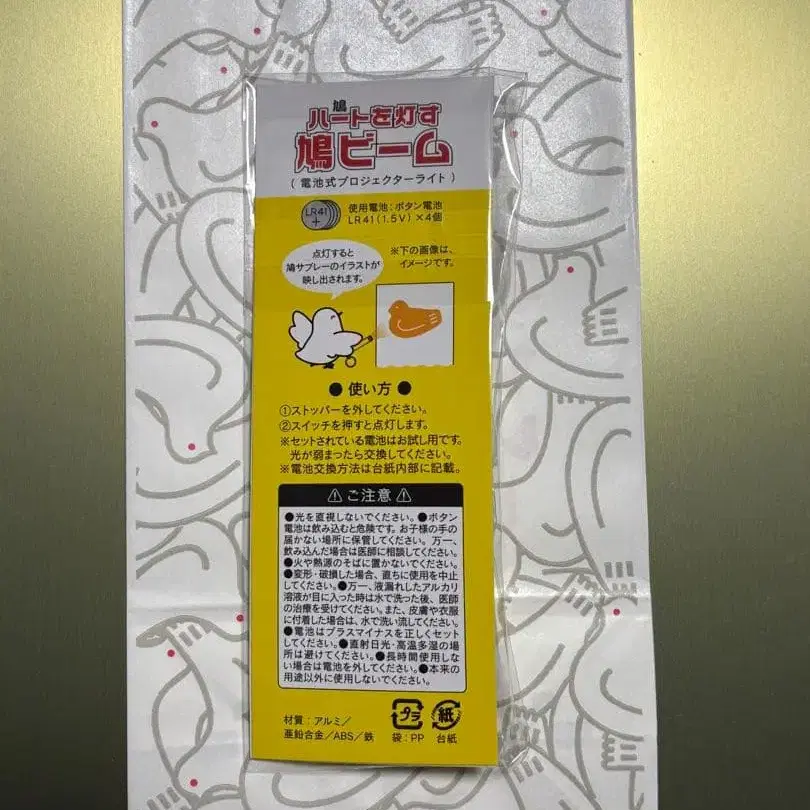 鳩
ハートを灯す
鳩ビーム
(電池式プロジェクターライト)
LR41
+
使用電池:ボタン電池
LR41(1.5V)×4個
点灯すると
鳩サブレーのイラストが
映し出されます。
※下の画像は、
イメージです。
● 使い方 ●
①ストッパーを外してください。
②スイッチを押すと点灯します。
※セットされている電池はお試し用です。
光が弱まったら交換してください。
※電池交換方法は台紙内部に記載。
⚠ ご注意 ⚠
●光を直視しないでください。●ボタン
電池は飲み込むと危険です。お子様の手の
届かない場所に保管してください。万一、
飲み込んだ場合は医師に相談してください。
●火や熱源のそばに置かないでください。
●変形・破損した場合、直ちに使用を中止
してください。●万一、液漏れしたアルカリ
溶液が目に入った時は水で洗った後、医師
の治療を受けてください。また、皮膚や衣服
に付着した場合は、水で洗い流してください。
●電池はプラスマイナスを正しくセット
してください。●直射日光・高温多湿の場
所は避けてください。●長時間使用しな
い場合は電池を外してください。●本来の
用途以外に使用しないでください。
材質:アルミ/
亜鉛合金/ABS/鉄
プラ
袋:PP
紙
台紙